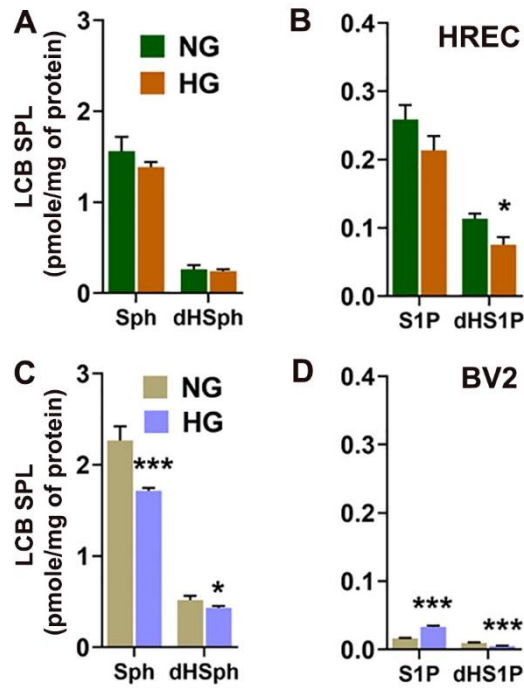 A
3
2
1
0
LCB SPL
(pmole/mg of protein)
NG
HG
Sph
dHSph
B
HREC
0.4
0.3
0.2
0.1
0.0
*
S1P
dHS1P
C
3
2
1
0
LCB SPL
(pmole/mg of protein)
NG
HG
***
*
Sph
dHSph
D
BV2
0.4
0.3
0.2
0.1
0.0
***
***
S1P
dHS1P